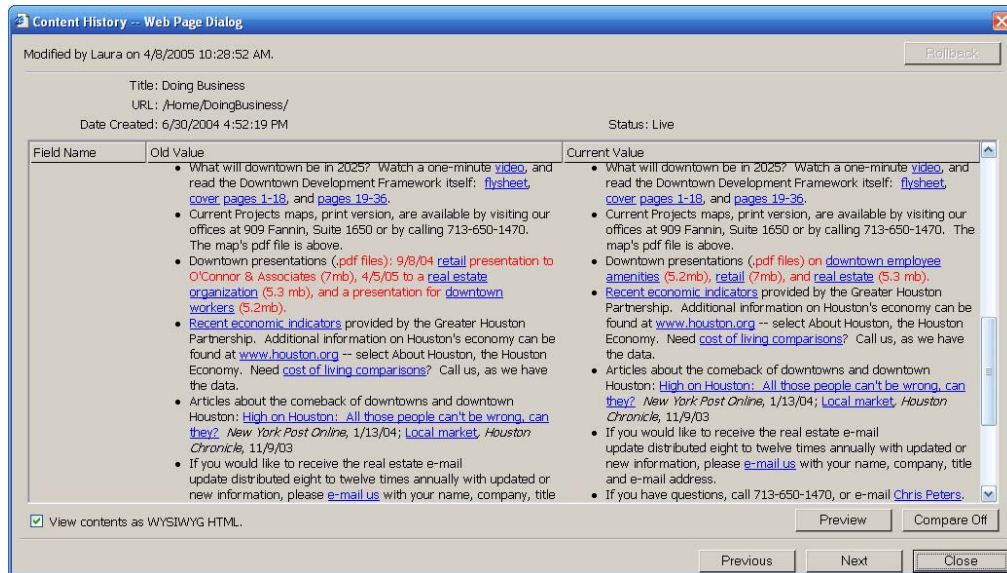 Content History -- Web Page Dialog
Modified by Laura on 4/8/2005 10:28:52 AM.
Rollback
Title: Doing Business
URL: /Home/DoingBusiness/
Date Created: 6/30/2004 4:52:19 PM
Status: Live
Field Name
Old Value
Current Value
• What will downtown be in 2025? Watch a one-minute video, and
read the Downtown Development Framework itself: flysheet,
cover pages 1-18, and pages 19-36.
• Current Projects maps, print version, are available by visiting our
offices at 909 Fannin, Suite 1650 or by calling 713-650-1470.
The map's pdf file is above.
• Downtown presentations (.pdf files): 9/8/04 retail presentation to
O'Connor & Associates (7mb), 4/5/05 to a real estate
organization (5.3 mb), and a presentation for downtown
workers (5.2mb).
• Recent economic indicators provided by the Greater Houston
Partnership. Additional information on Houston's economy can be
found at www.houston.org -- select About Houston, the Houston
Economy. Need cost of living comparisons? Call us, as we have
the data.
• Articles about the comeback of downtowns and downtown
Houston: High on Houston: All those people can't be wrong, can
they? New York Post Online, 1/13/04; Local market, Houston
Chronicle, 11/9/03
• If you would like to receive the real estate e-mail
update distributed eight to twelve times annually with updated or
new information, please e-mail us with your name, company, title
• What will downtown be in 2025? Watch a one-minute video, and
read the Downtown Development Framework itself: flysheet,
cover pages 1-18, and pages 19-36.
• Current Projects maps, print version, are available by visiting our
offices at 909 Fannin, Suite 1650 or by calling 713-650-1470. The
map's pdf file is above.
• Downtown presentations (.pdf files) on downtown employee
amenities (5.2mb), retail (7mb), and real estate (5.3 mb).
• Recent economic indicators provided by the Greater Houston
Partnership. Additional information on Houston's economy can be
found at www.houston.org -- select About Houston, the Houston
Economy. Need cost of living comparisons? Call us, as we have
the data.
• Articles about the comeback of downtowns and downtown
Houston: High on Houston: All those people can't be wrong, can
they? New York Post Online, 1/13/04; Local market, Houston
Chronicle, 11/9/03
• If you would like to receive the real estate e-mail
update distributed eight to twelve times annually with updated or
new information, please e-mail us with your name, company, title
and e-mail address.
• If you have questions, call 713-650-1470, or e-mail Chris Peters.
View contents as WYSIWYG HTML.
Preview
Compare Off
Previous
Next
Close